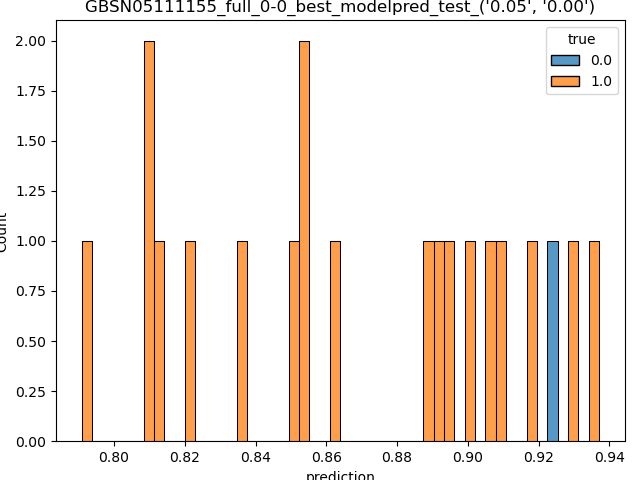 GBSN05111155_full_0-0_best_modelpred_test_('0.05', '0.00')
true
0.0
1.0
2.00
1.75
1.50
1.25
1.00
0.75
0.50
0.25
0.00
Count
0.80 0.82 0.84 0.86 0.88 0.90 0.92 0.94
prediction